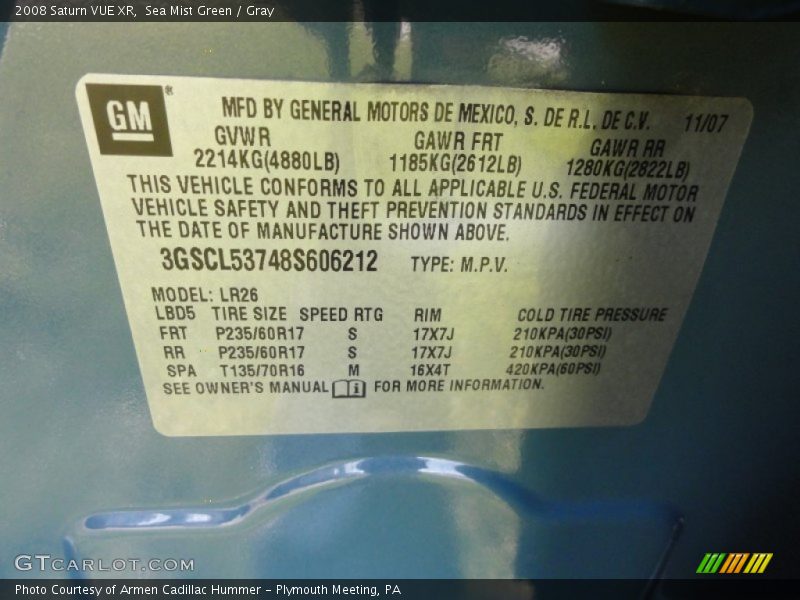 2008 Saturn VUE XR,  Sea Mist Green / Gray
GM®
MFD BY GENERAL MOTORS DE MEXICO, S. DE R.L. DE C.V. 11/07
GVWR GAWR FRT GAWR RR
2214KG(4880LB) 1185KG(2612LB) 1280KG(2822LB)
THIS VEHICLE CONFORMS TO ALL APPLICABLE U.S. FEDERAL MOTOR
VEHICLE SAFETY AND THEFT PREVENTION STANDARDS IN EFFECT ON
THE DATE OF MANUFACTURE SHOWN ABOVE.
3GSCL53748S606212 TYPE: M.P.V.
MODEL: LR26
LBD5 TIRE SIZE SPEED RTG RIM COLD TIRE PRESSURE
FRT P235/60R17 S 17X7J 210KPA(30PSI)
RR P235/60R17 S 17X7J 210KPA(30PSI)
SPA T135/70R16 M 16X4T 420KPA(60PSI)
SEE OWNER'S MANUAL FOR MORE INFORMATION.
GTCARLOT.COM
Photo Courtesy of Armen Cadillac Hummer - Plymouth Meeting, PA